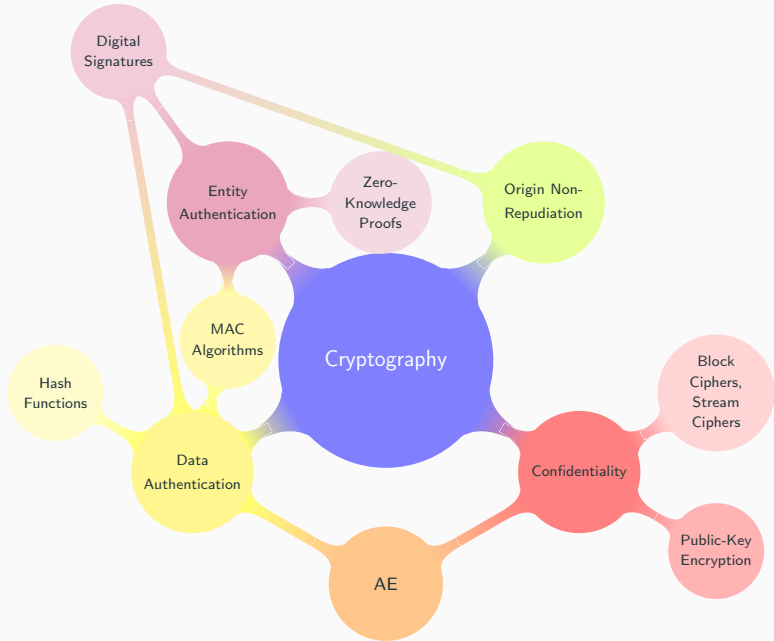 Digital
Signatures
Entity
Authentication
Zero-
Knowledge
Proofs
Origin Non-
Repudiation
MAC
Algorithms
Cryptography
Hash
Functions
Block
Ciphers,
Stream
Ciphers
Data
Authentication
Confidentiality
Public-Key
Encryption
AE